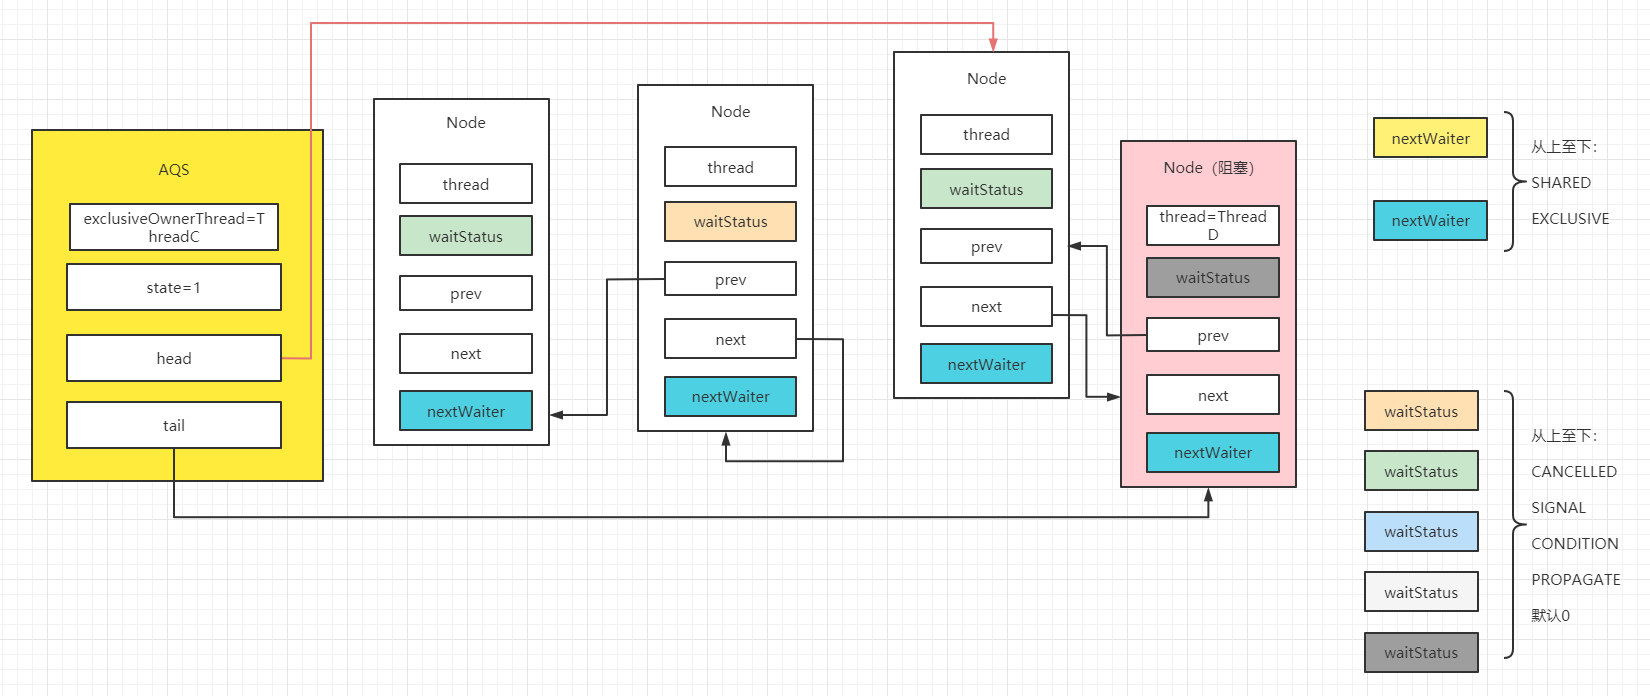 AQS
exclusiveOwnerThread=T
hreadC
state=1
head
tail
Node
thread
waitStatus
prev
next
nextWaiter
Node
thread
waitStatus
prev
next
nextWaiter
Node
thread
waitStatus
prev
next
nextWaiter
Node（阻塞）
thread=Thread
D
waitStatus
prev
next
nextWaiter
nextWaiter
nextWaiter
从上至下：
SHARED
EXCLUSIVE
waitStatus
waitStatus
waitStatus
waitStatus
waitStatus
从上至下：
CANCELLED
SIGNAL
CONDITION
PROPAGATE
默认0